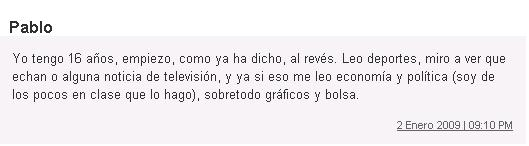 Pablo
Yo tengo 16 años, empiezo, como ya ha dicho, al revés. Leo deportes, miro a ver que
echan o alguna noticia de televisión, y ya si eso me leo economía y política (soy de
los pocos en clase que lo hago), sobretodo gráficos y bolsa.
2 Enero 2009 | 09:10 PM